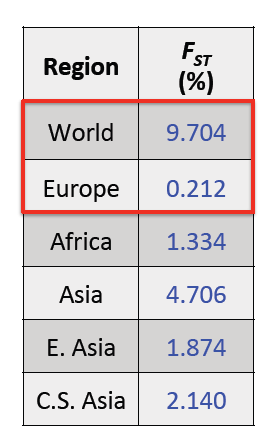 Region F_ST (%)
World 9.704
Europe 0.212
Africa 1.334
Asia 4.706
E. Asia 1.874
C.S. Asia 2.140